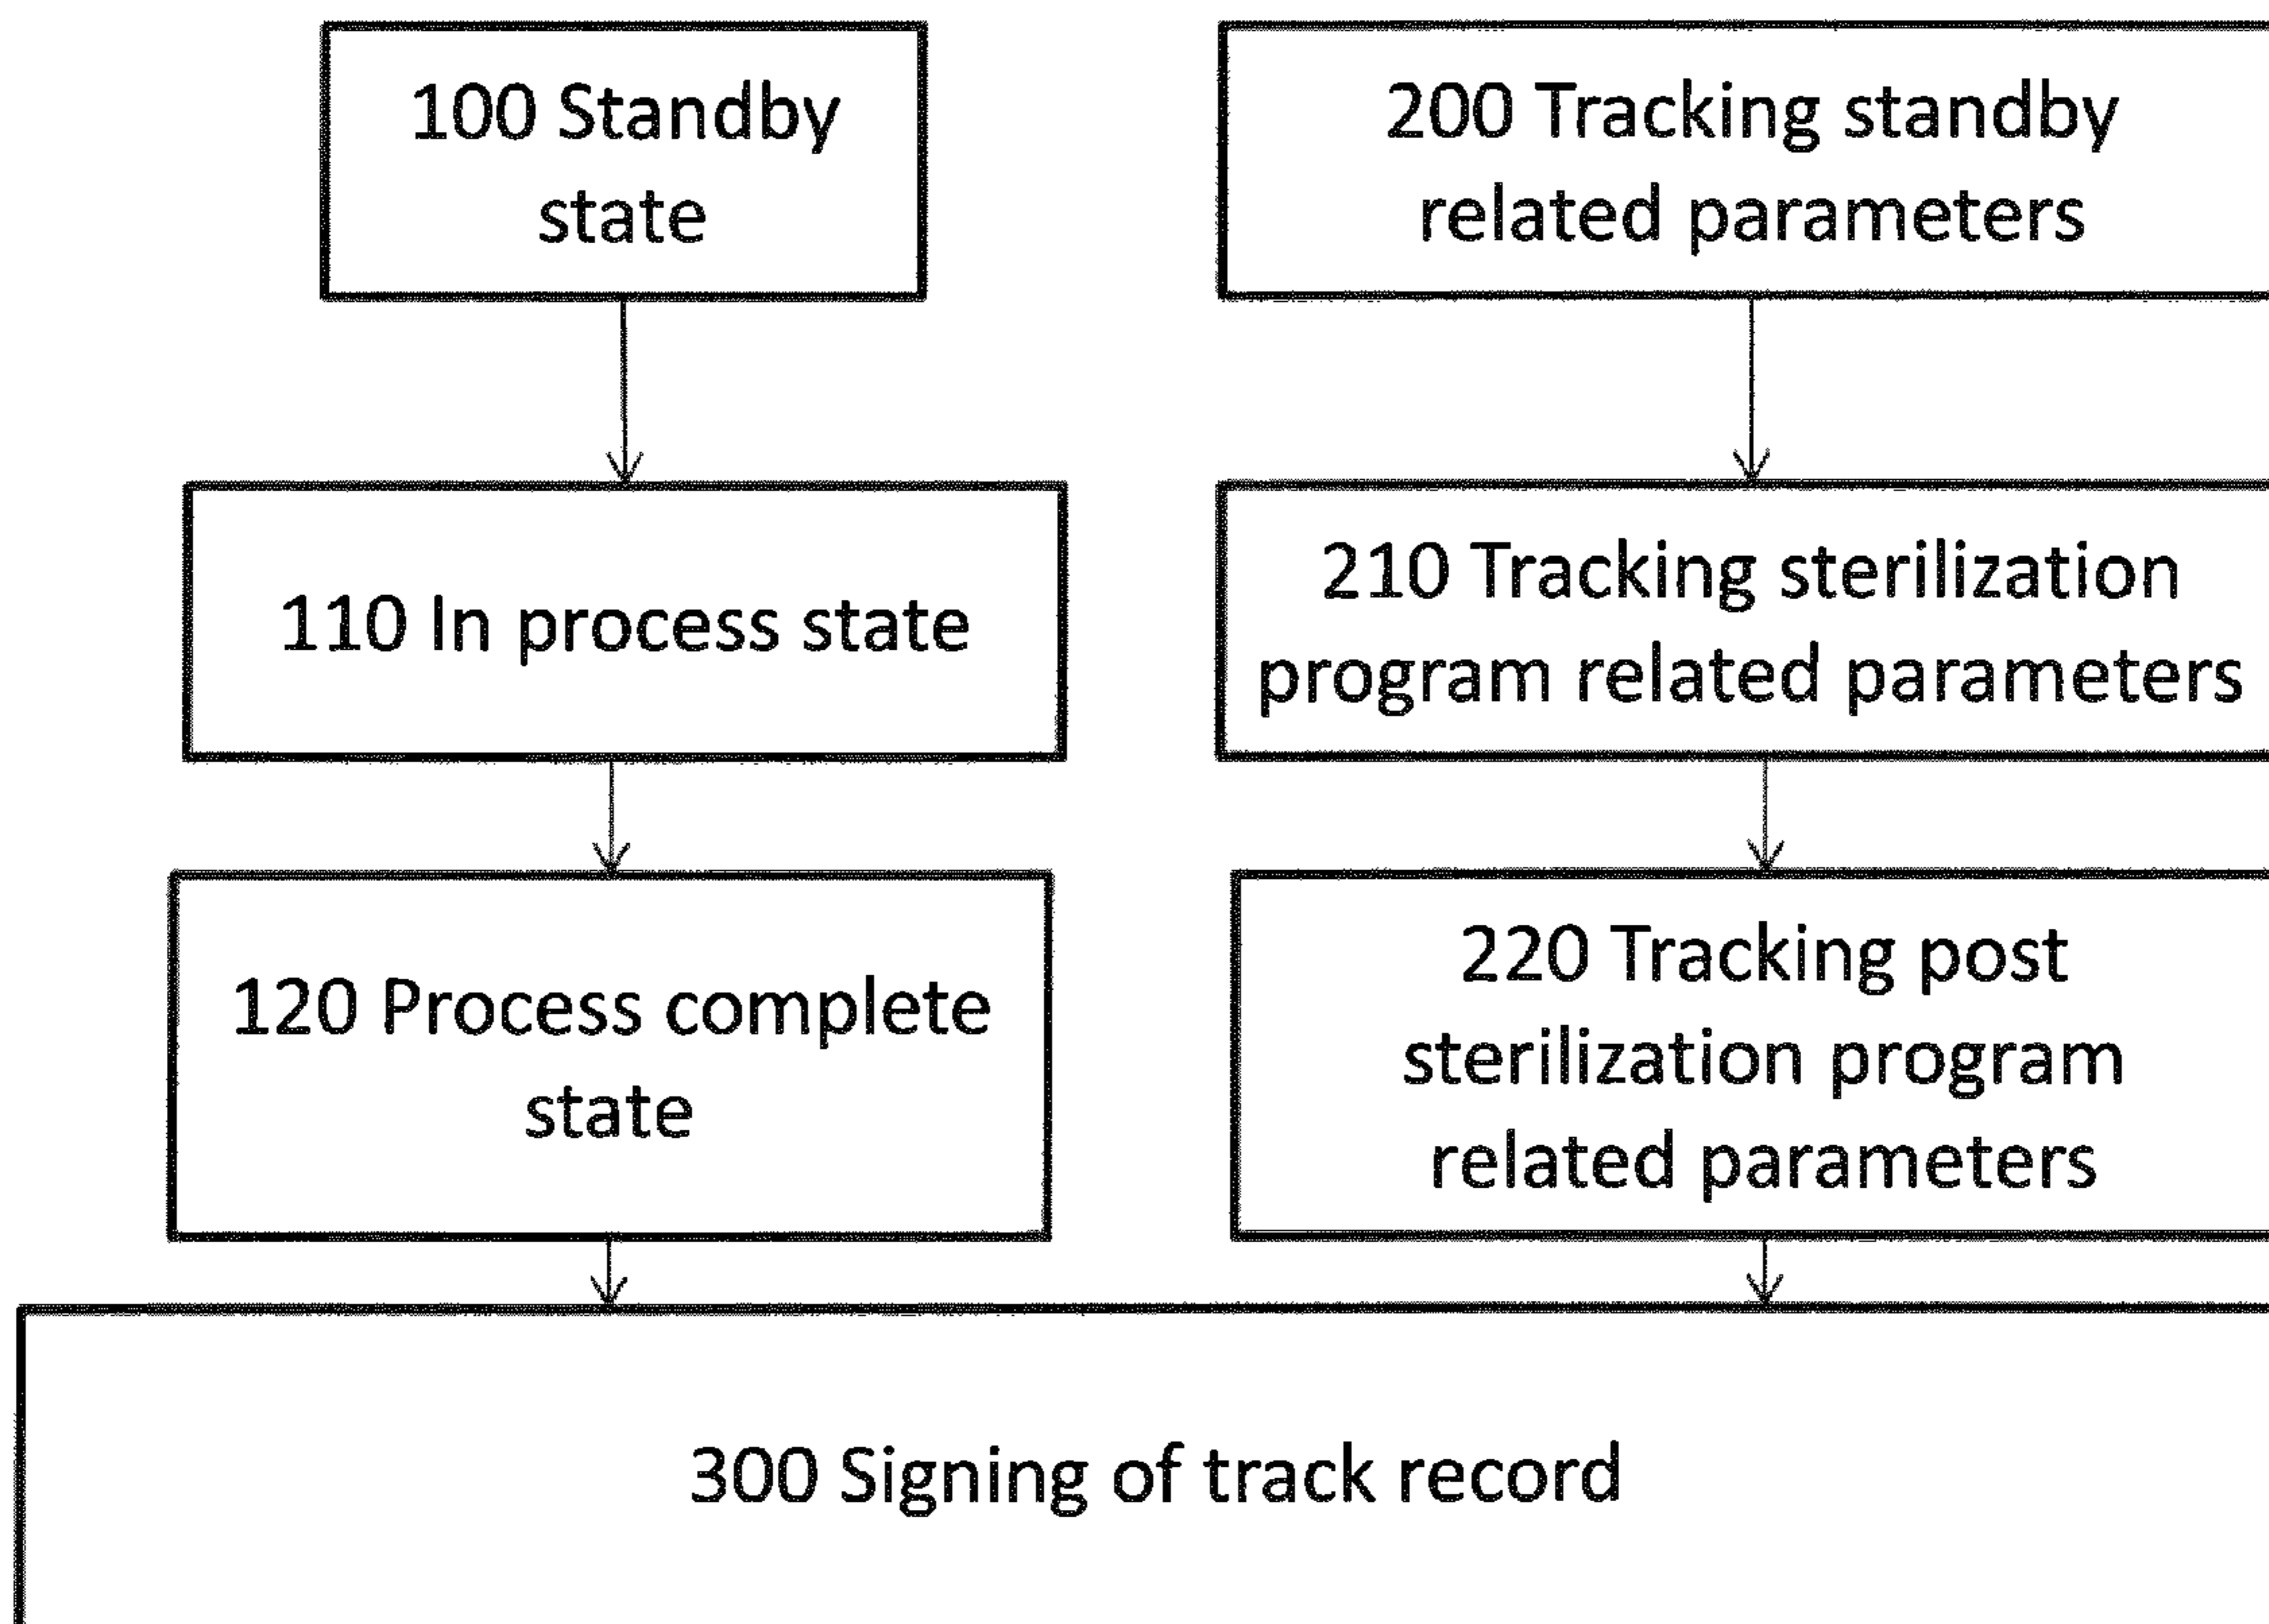 100 Standby
state
200 Tracking standby
related parameters
110 In process state
210 Tracking sterilization
program related parameters
120 Process complete
state
220 Tracking post
sterilization program
related parameters
300 Signing of track record